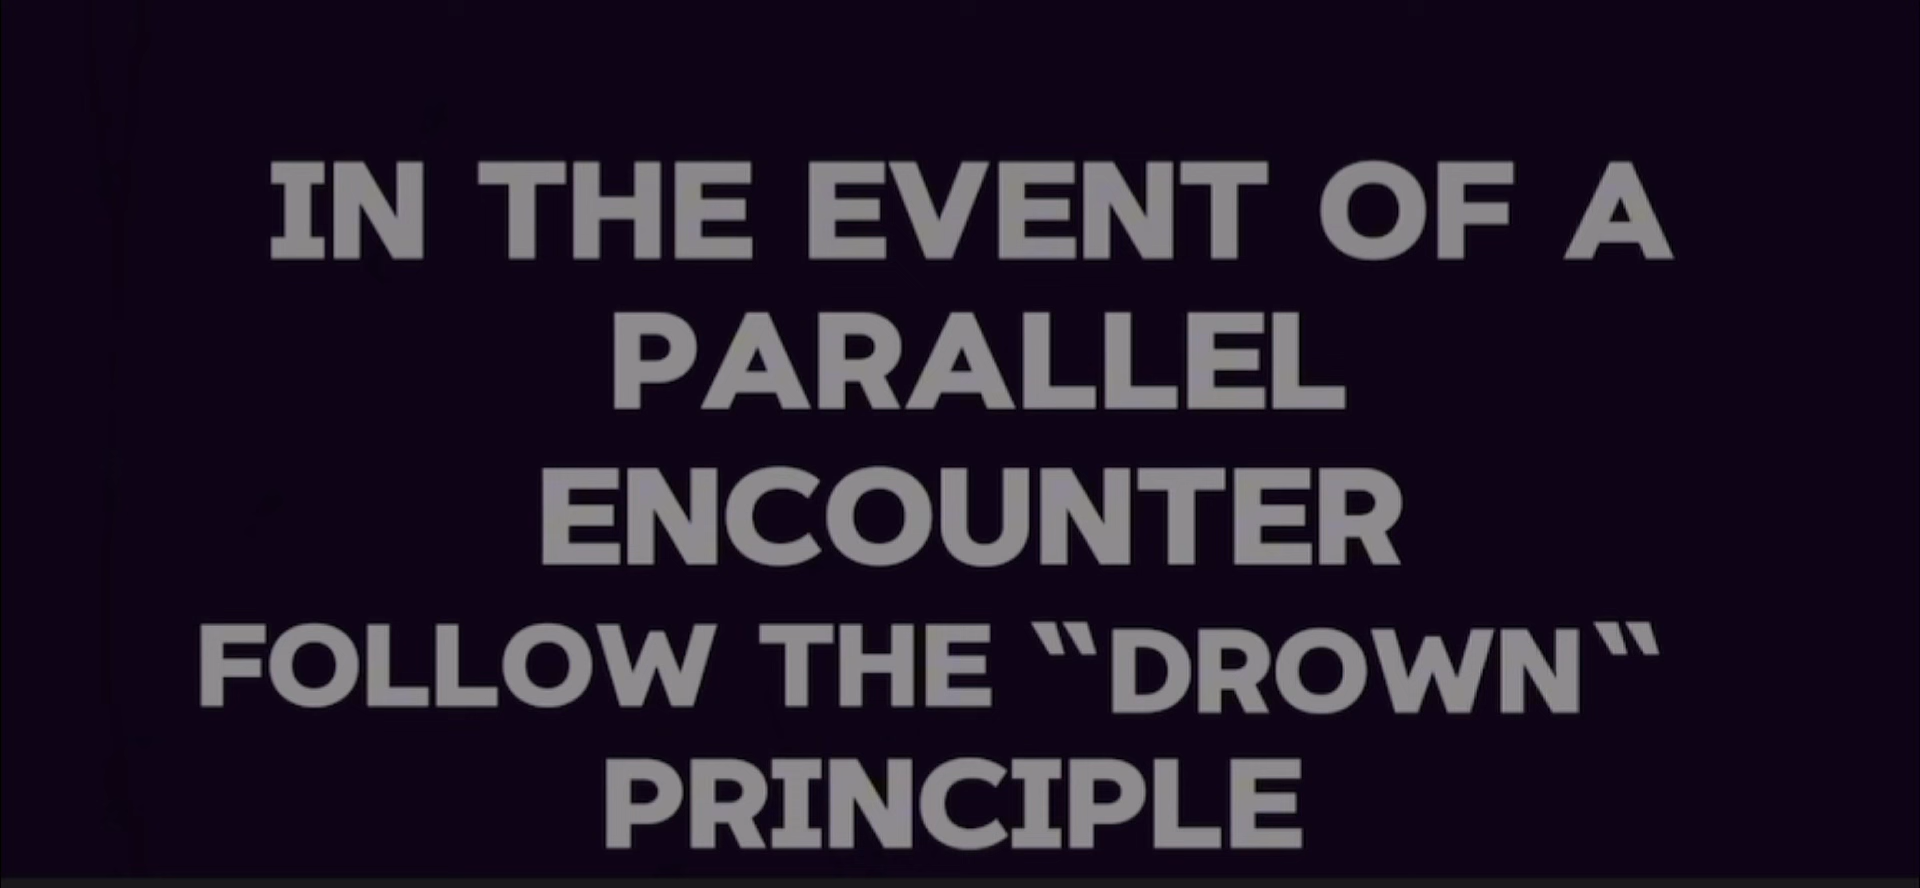 IN THE EVENT OF A
PARALLEL
ENCOUNTER
FOLLOW THE “DROWN“
PRINCIPLE